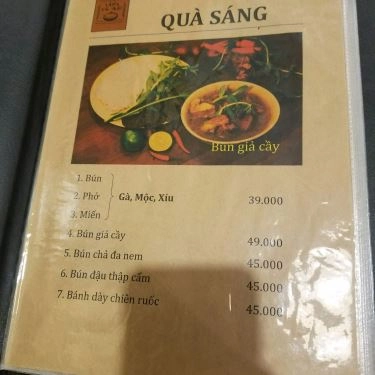 QUÀ SÁNG
Bún giả cầy
1. Bún
2. Phở Gà, Mộc, Xíu 39.000
3. Miến
4. Bún giả cầy 49.000
5. Bún chả đa nem 45.000
6. Bún đậu thập cẩm 45.000
7. Bánh dày chiên ruốc 45.000